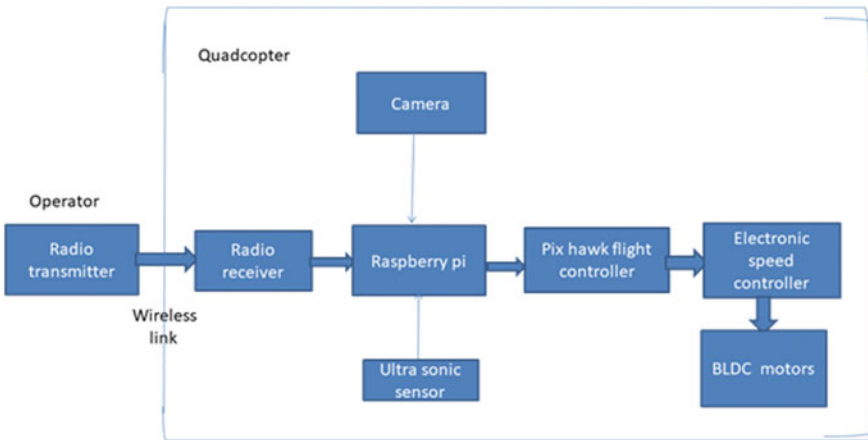 Quadcopter
Camera
Operator
Radio
transmitter
Wireless
link
Radio
receiver
Raspberry pi
Pix hawk flight
controller
Electronic
speed
controller
Ultra sonic
sensor
BLDC motors